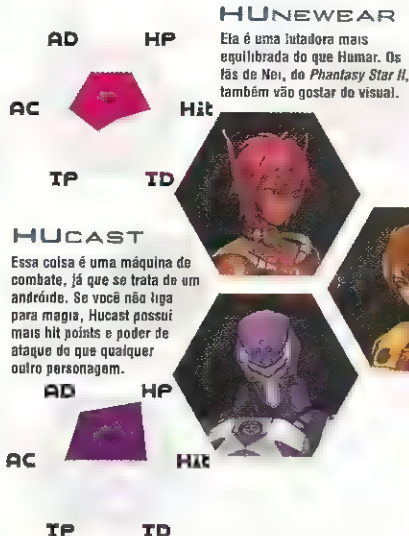 HUNEWEAR
Ela é uma lutadora mais
equilibrada do que Humar. Os
fãs de Nei, do Phantasy Star II,
também vão gostar do visual.
AD HP
AC Hit
TP TD
HUCAST
Essa coisa é uma máquina de
combate, já que se trata de um
andróide. Se você não liga
para magia, Hucast possui
mais hit points e poder de
ataque do que qualquer
outro personagem.
AD HP
AC Hit
TP TD